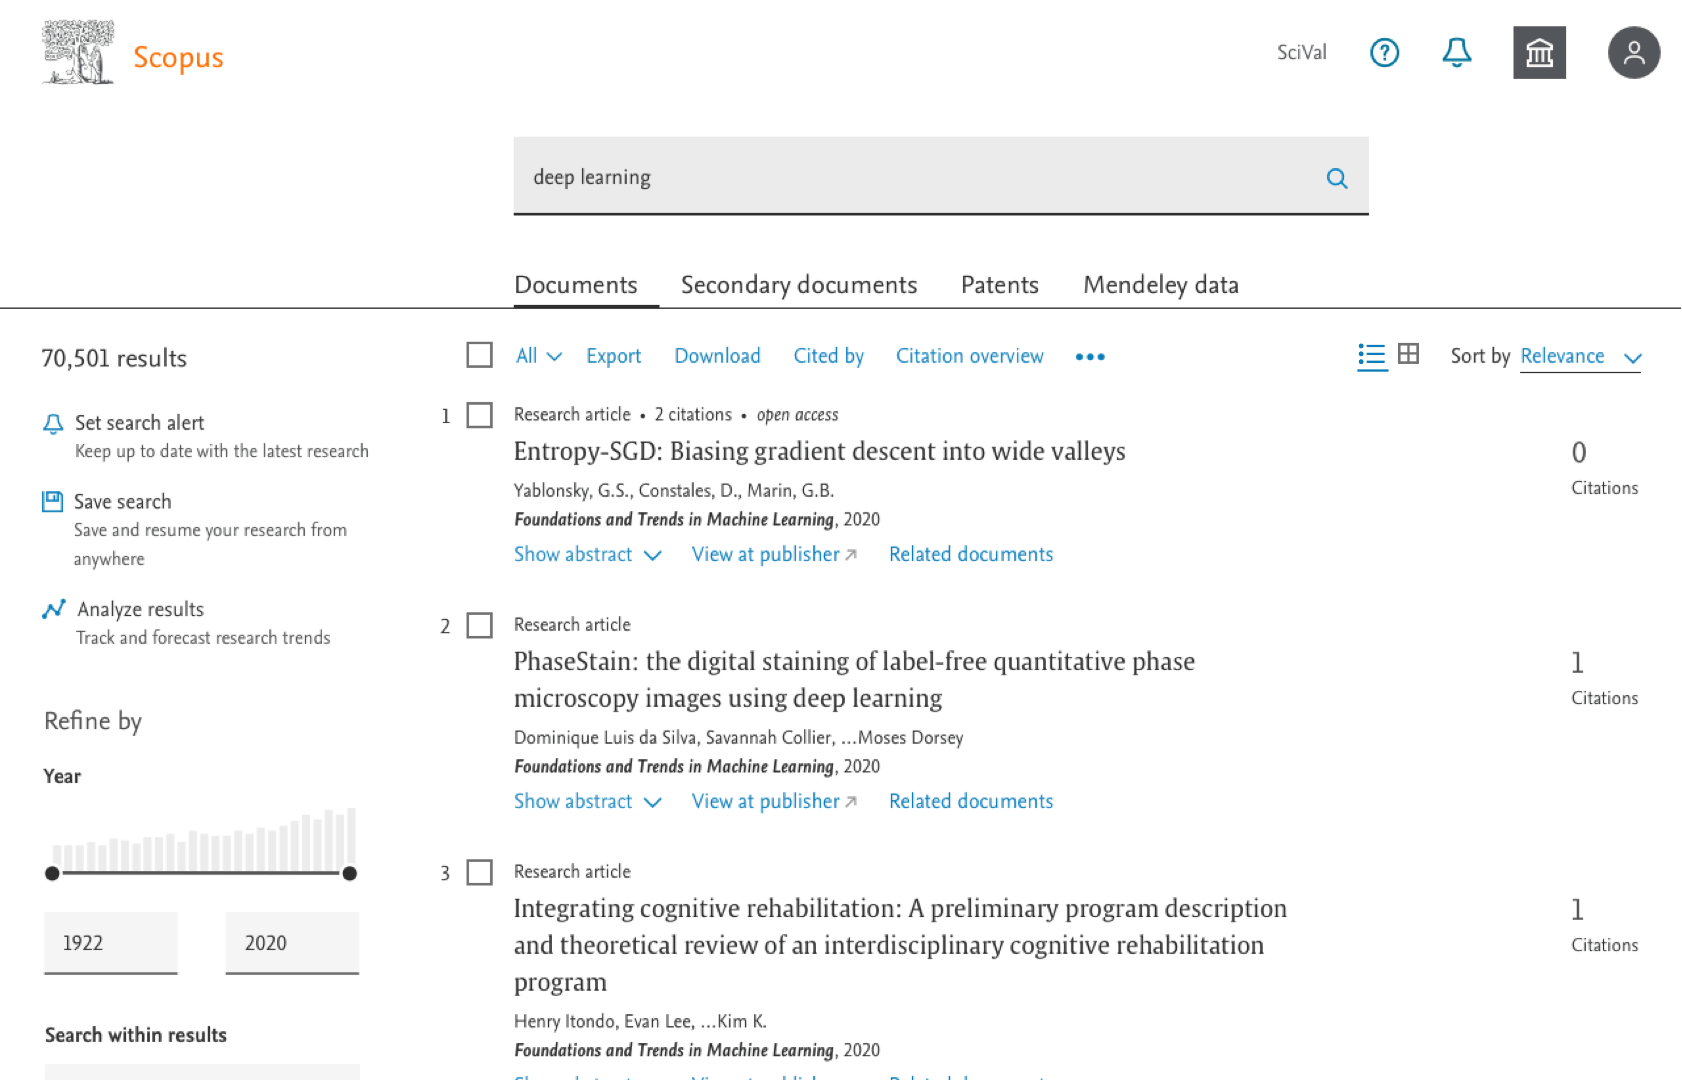 Scopus
SciVal
deep learning
Documents Secondary documents Patents Mendeley data
70,501 results
Set search alert
Keep up to date with the latest research
Save search
Save and resume your research from
anywhere
Analyze results
Track and forecast research trends
Refine by
Year
1922 2020
Search within results
All Export Download Cited by Citation overview •••
Sort by Relevance
1 Research article • 2 citations • open access
Entropy-SGD: Biasing gradient descent into wide valleys
Yablonsky, G.S., Constales, D., Marin, G.B.
Foundations and Trends in Machine Learning, 2020
Show abstract View at publisher Related documents
0
Citations
2 Research article
PhaseStain: the digital staining of label-free quantitative phase
microscopy images using deep learning
Dominique Luis da Silva, Savannah Collier, ...Moses Dorsey
Foundations and Trends in Machine Learning, 2020
Show abstract View at publisher Related documents
1
Citations
3 Research article
Integrating cognitive rehabilitation: A preliminary program description
and theoretical review of an interdisciplinary cognitive rehabilitation
program
Henry Itondo, Evan Lee, ...Kim K.
Foundations and Trends in Machine Learning, 2020
1
Citations